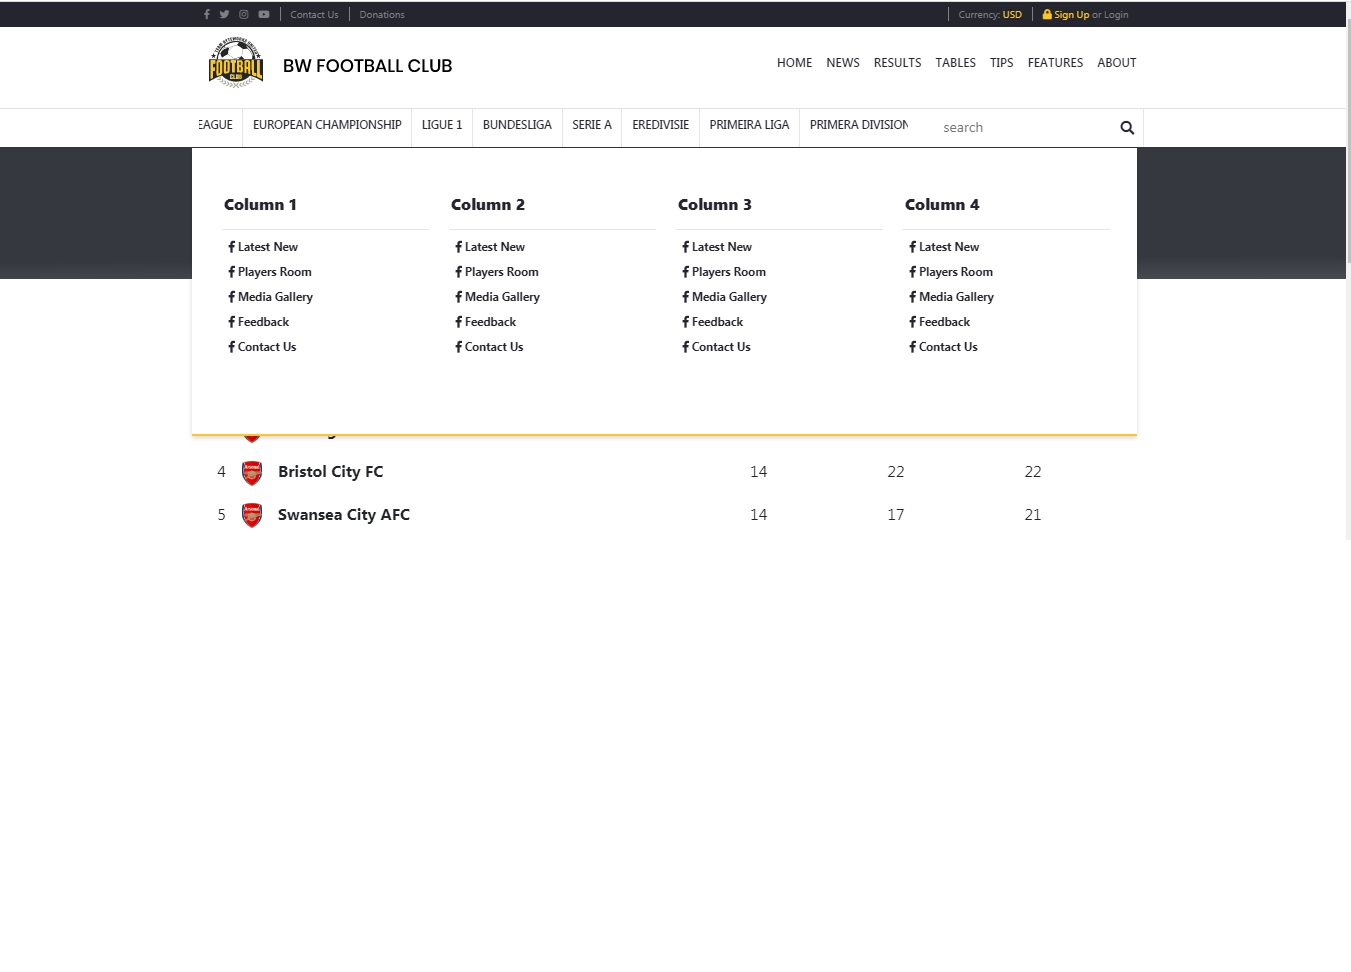 Contact Us Donations Currency: USD Sign Up or Login
FOOTBALL
CLUB
BW FOOTBALL CLUB
HOME NEWS RESULTS TABLES TIPS FEATURES ABOUT
EAGUE EUROPEAN CHAMPIONSHIP LIGUE 1 BUNDESLIGA SERIE A EREDIVISIE PRIMEIRA LIGA PRIMERA DIVISION search
Column 1
Latest New
Players Room
Media Gallery
Feedback
Contact Us
Column 2
Latest New
Players Room
Media Gallery
Feedback
Contact Us
Column 3
Latest New
Players Room
Media Gallery
Feedback
Contact Us
Column 4
Latest New
Players Room
Media Gallery
Feedback
Contact Us
4 Bristol City FC 14 22 22
5 Swansea City AFC 14 17 21